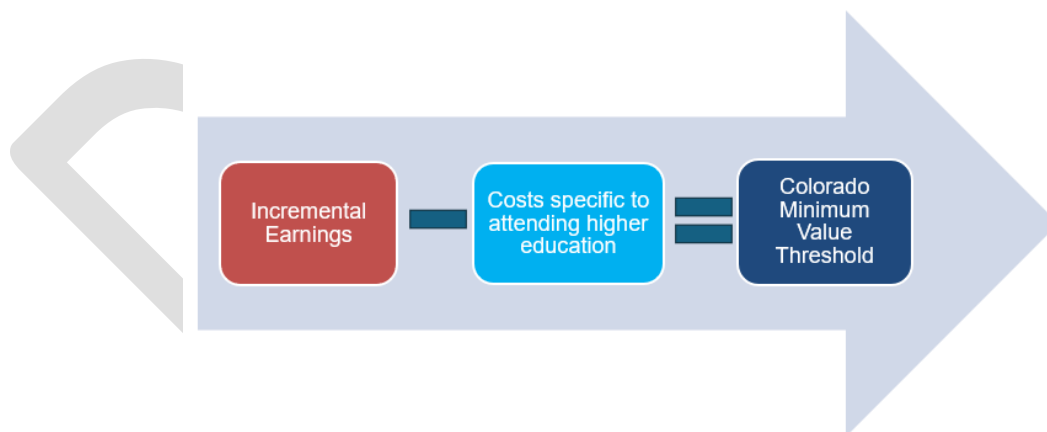 Incremental
Earnings
Costs specific to
attending higher
education
Colorado
Minimum
Value
Threshold